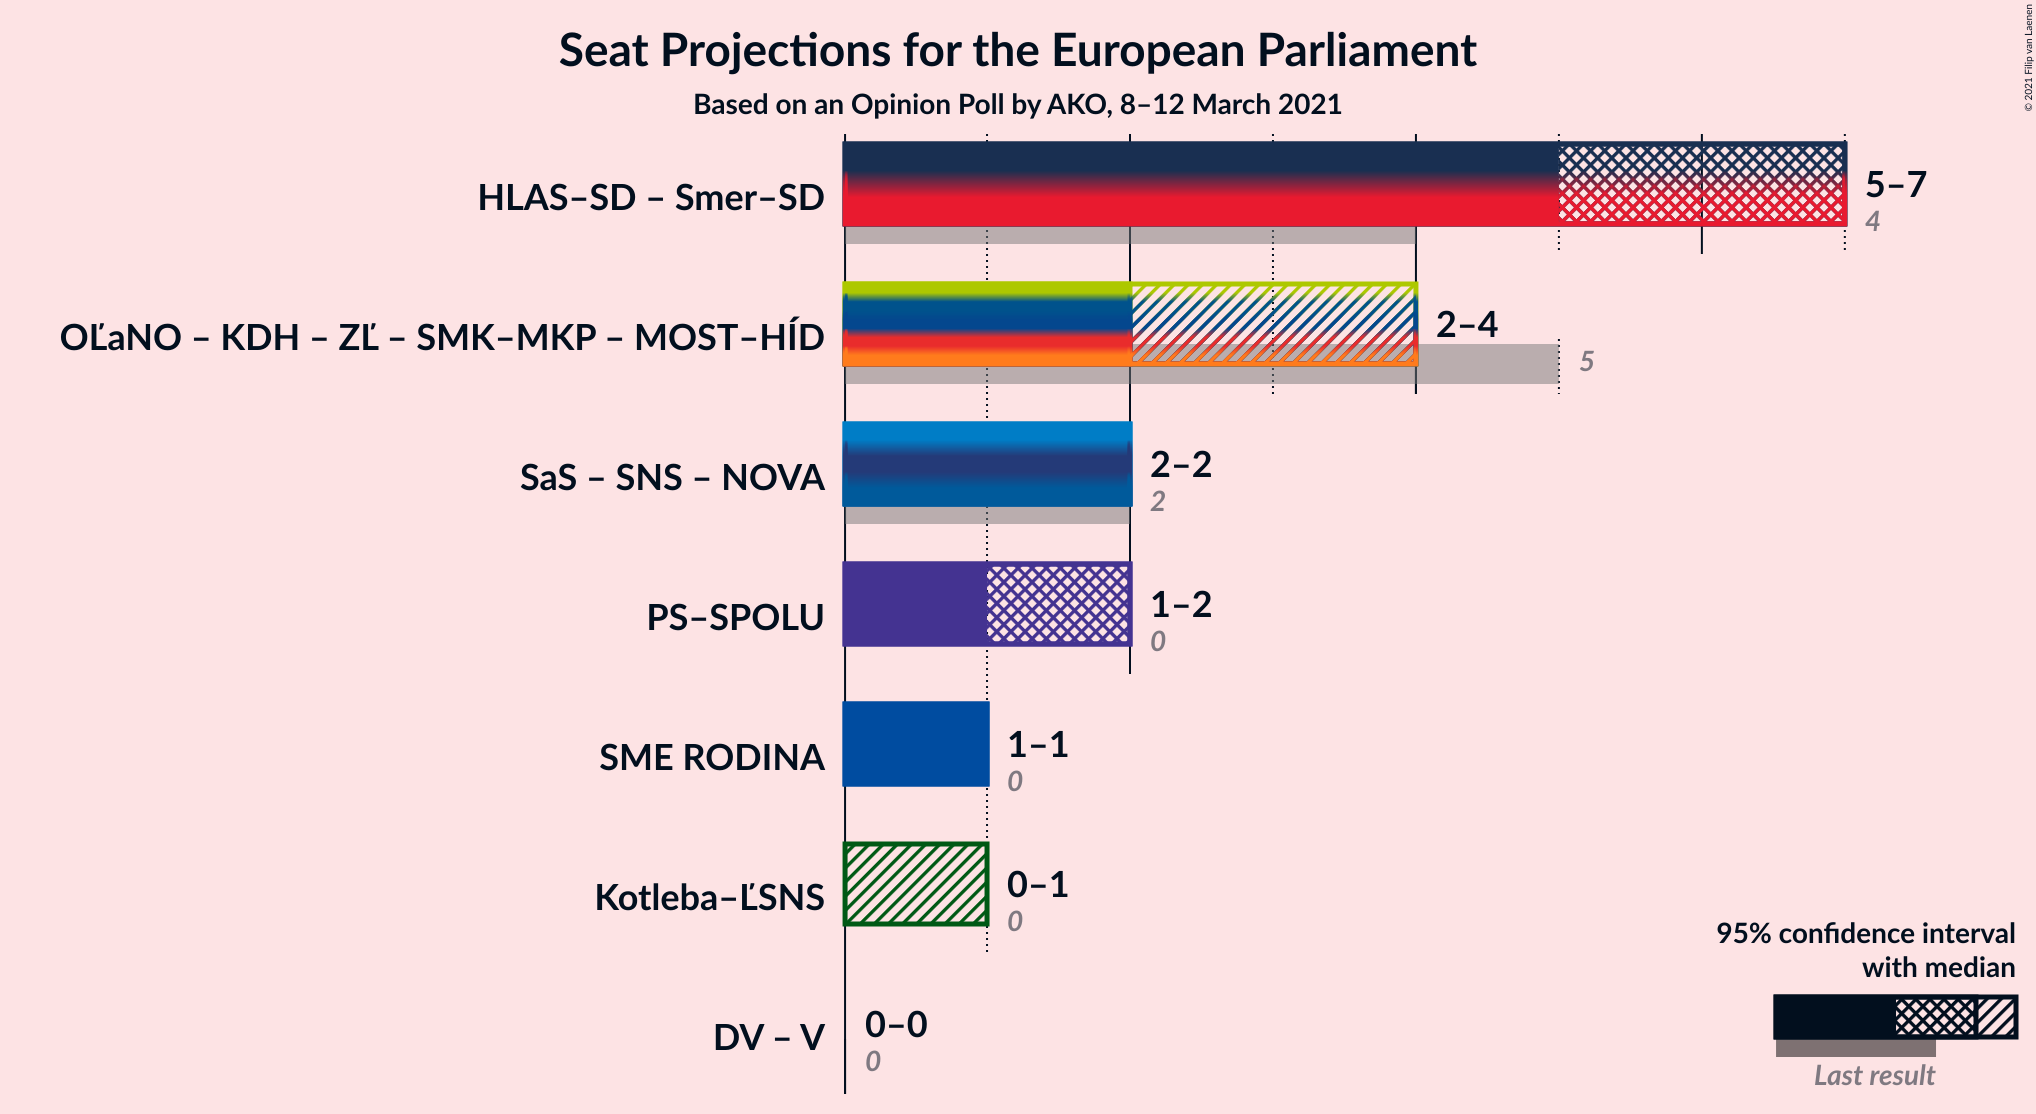 Seat Projections for the European Parliament
Based on an Opinion Poll by AKO, 8–12 March 2021
© 2021 Filip van Laenen
HLAS–SD – Smer–SD
5–7
4
OĽaNO – KDH – ZĽ – SMK–MKP – MOST–HÍD
2–4
5
SaS – SNS – NOVA
2–2
2
PS–SPOLU
1–2
0
SME RODINA
1–1
0
Kotleba–ĽSNS
0–1
0
DV – V
0–0
0
95% confidence interval
with median
Last result